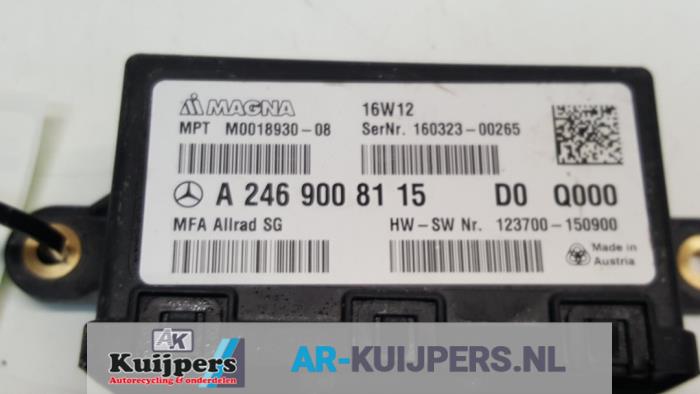 MAGNA 16W12
MPT M0018930-08 SerNr. 160323-00265
A 246 900 81 15 D0 Q000
MFA Allrad SG HW-SW Nr. 123700-150900
Made in
Austria
AK
Kuijpers
Autorecycling & onderdelen
AR-KUIJPERS.NL